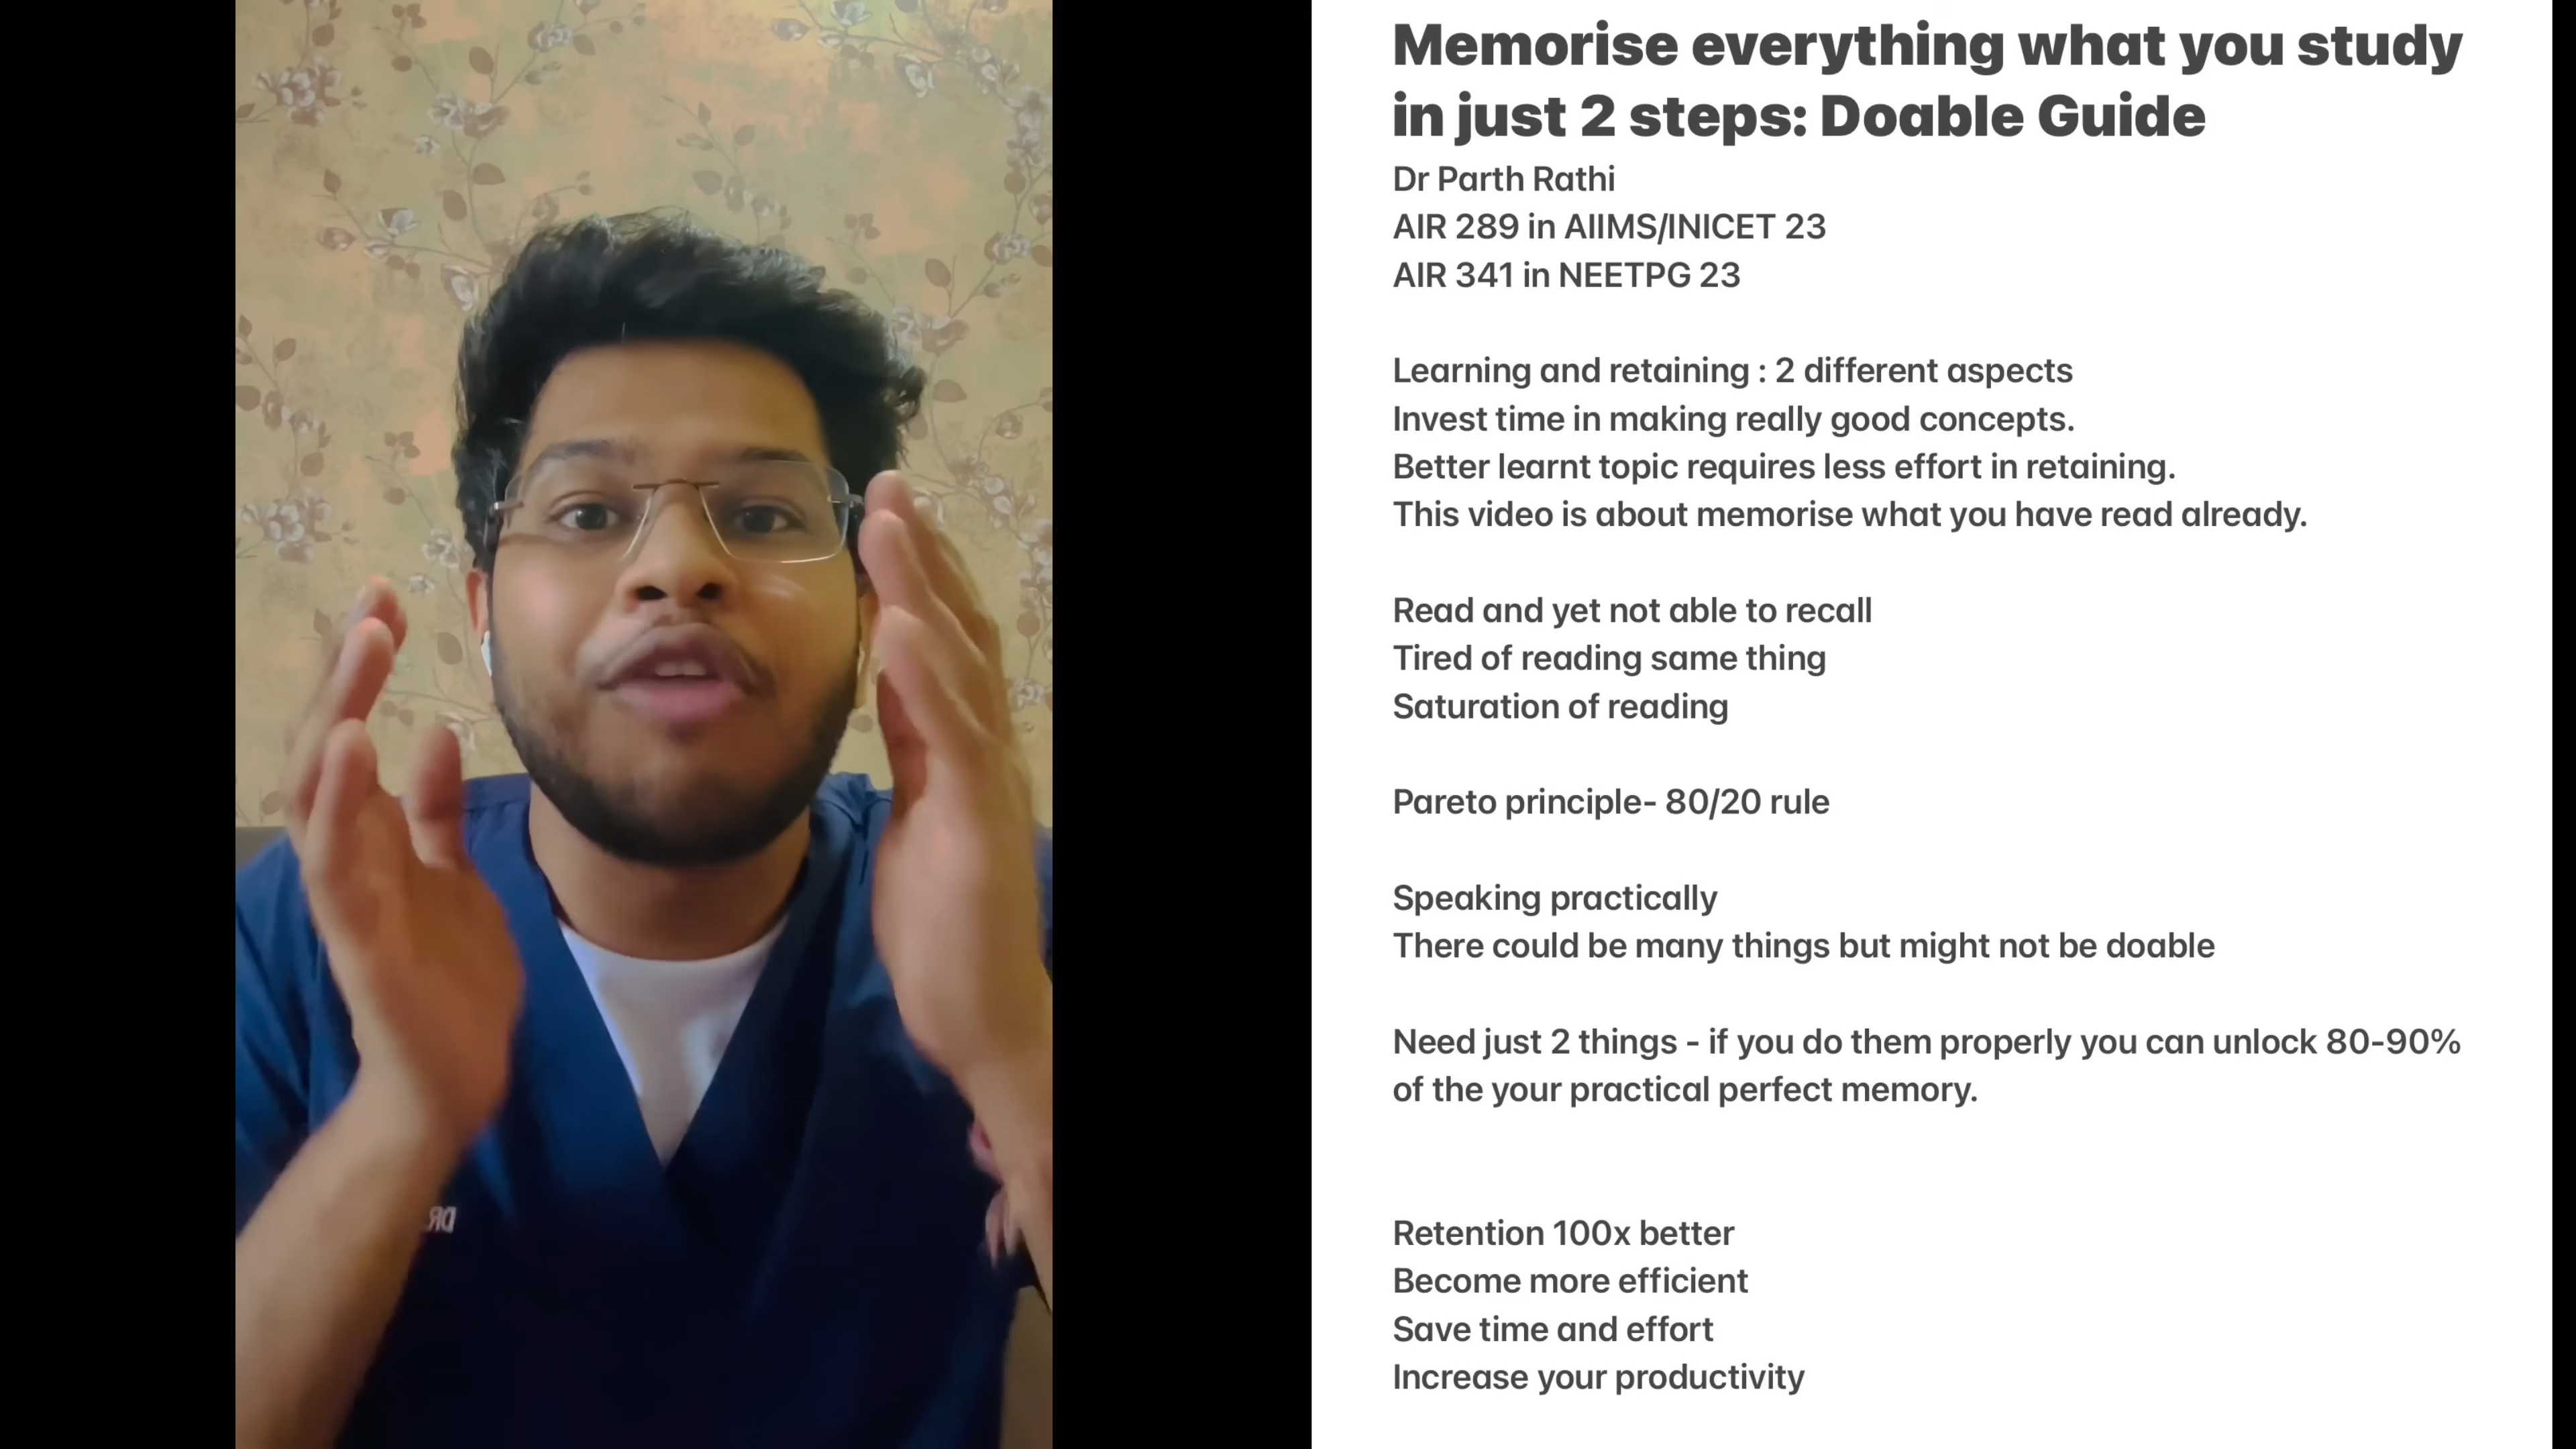 Memorise everything what you study
in just 2 steps: Doable Guide
Dr Parth Rathi
AIR 289 in AIIMS/INICET 23
AIR 341 in NEETPG 23
Learning and retaining : 2 different aspects
Invest time in making really good concepts.
Better learnt topic requires less effort in retaining.
This video is about memorise what you have read already.
Read and yet not able to recall
Tired of reading same thing
Saturation of reading
Pareto principle- 80/20 rule
Speaking practically
There could be many things but might not be doable
Need just 2 things - if you do them properly you can unlock 80-90%
of the your practical perfect memory.
Retention 100x better
Become more efficient
Save time and effort
Increase your productivity
DR